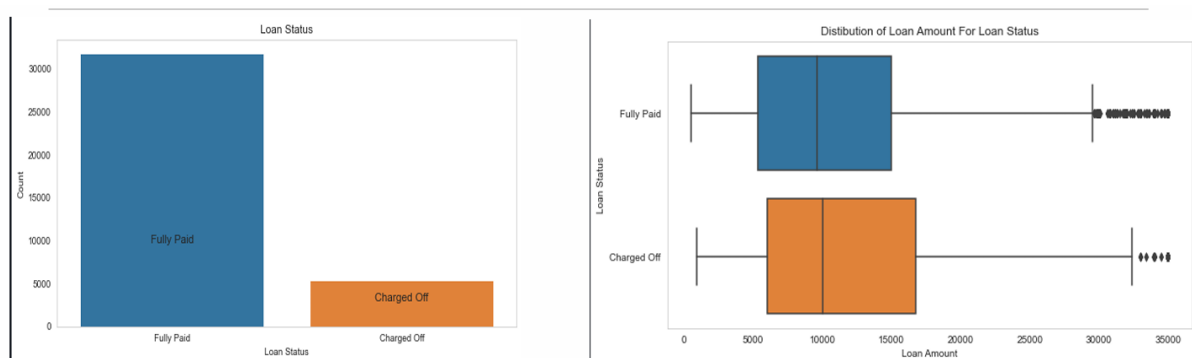 Loan Status
30000
25000
20000
15000
10000
5000
0
Count
Fully Paid
Charged Off
Fully Paid
Charged Off
Loan Status
Distibution of Loan Amount For Loan Status
Loan Status
Fully Paid
Charged Off
0 5000 10000 15000 20000 25000 30000 35000
Loan Amount